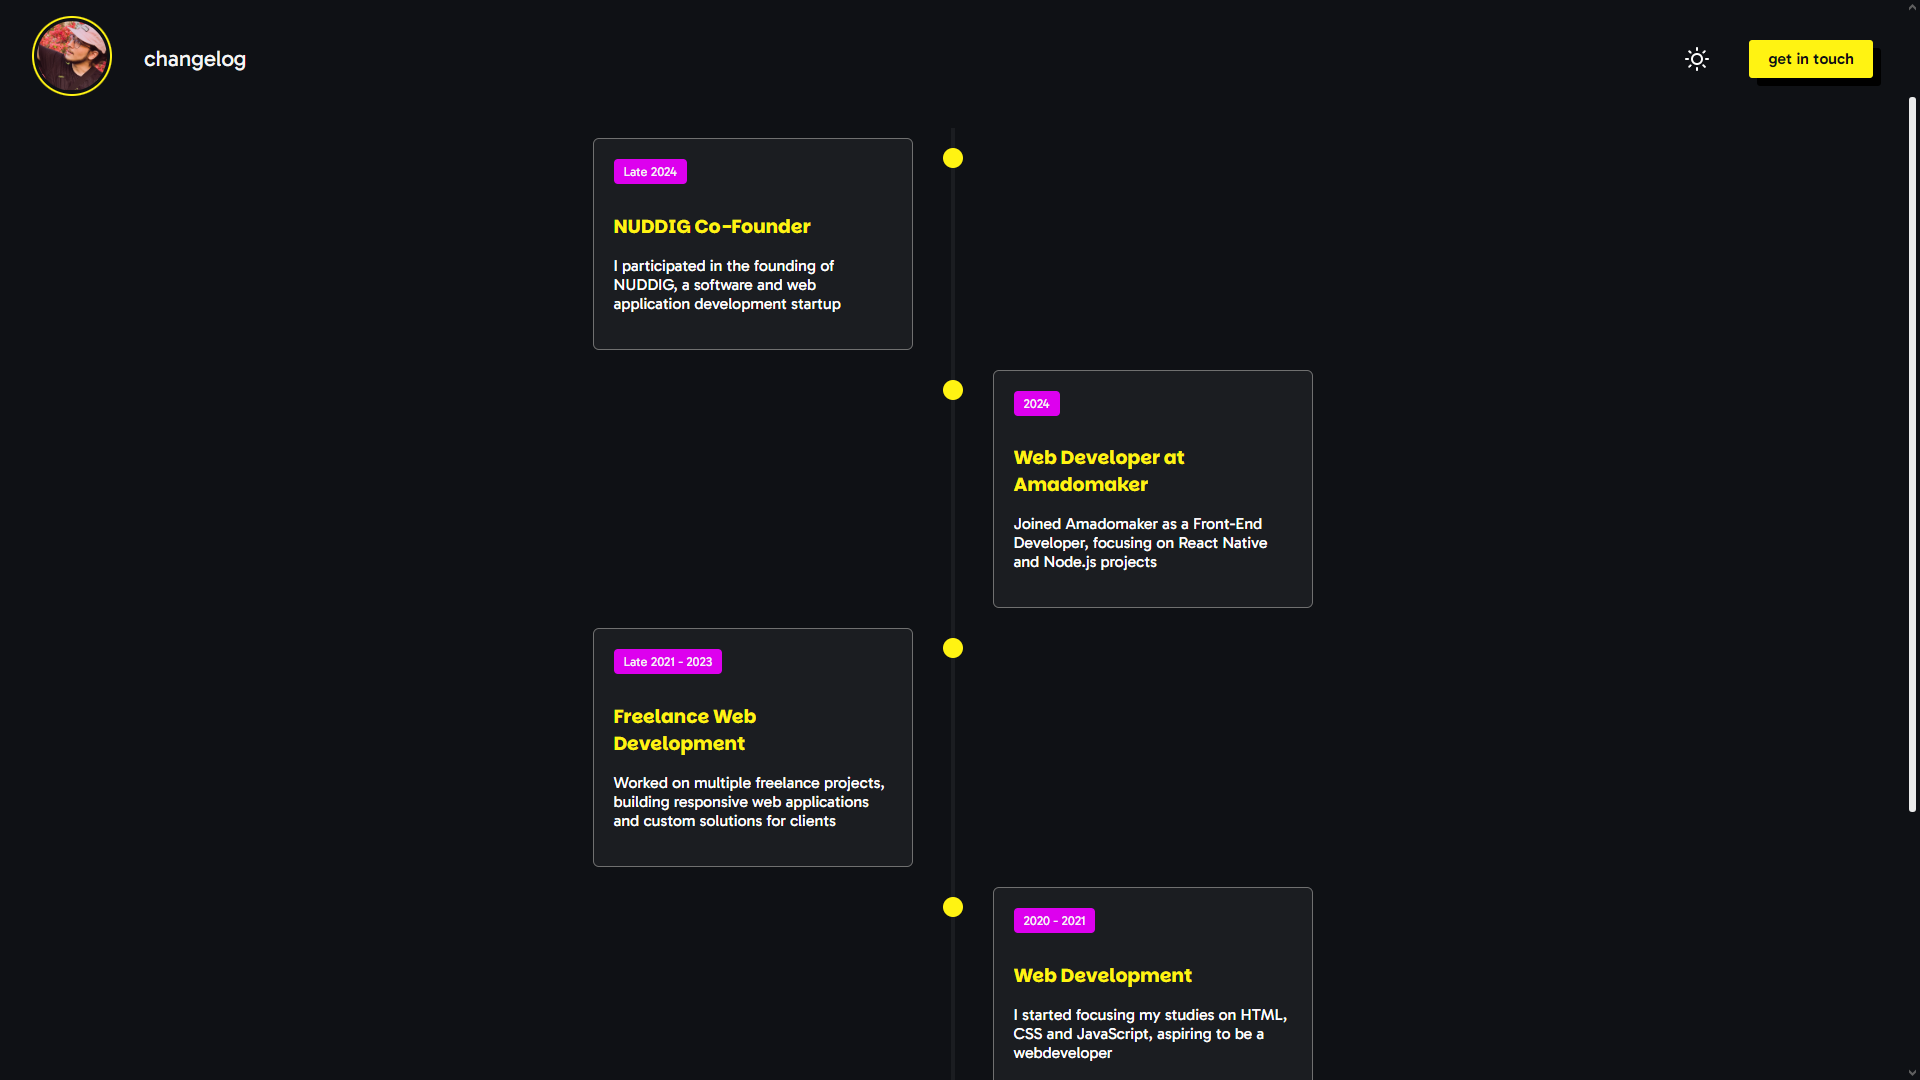 changelog
get in touch
Late 2024
NUDDIG Co-Founder
I participated in the founding of
NUDDIG, a software and web
application development startup
2024
Web Developer at
Amadomaker
Joined Amadomaker as a Front-End
Developer, focusing on React Native
and Node.js projects
Late 2021 - 2023
Freelance Web
Development
Worked on multiple freelance projects,
building responsive web applications
and custom solutions for clients
2020 - 2021
Web Development
I started focusing my studies on HTML,
CSS and JavaScript, aspiring to be a
webdeveloper